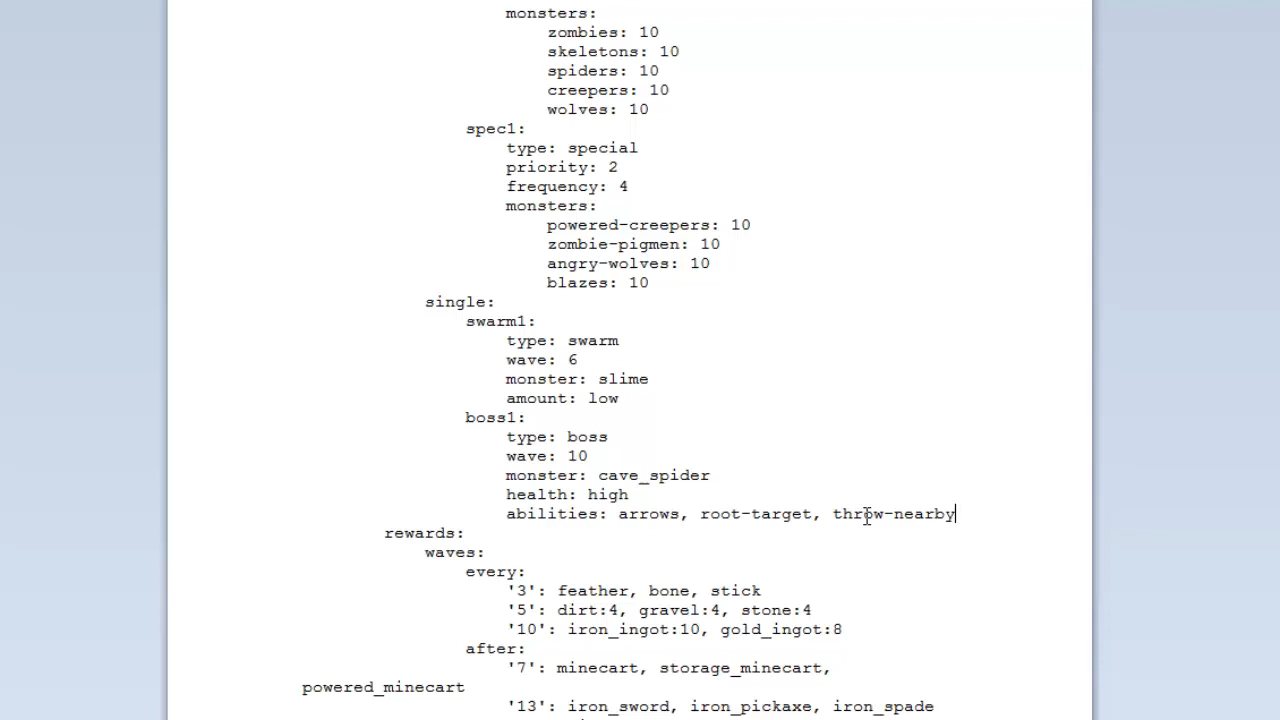 monsters:
zombies: 10
skeletons: 10
spiders: 10
creepers: 10
wolves: 10
spec1:
type: special
priority: 2
frequency: 4
monsters:
powered-creepers: 10
zombie-pigmen: 10
angry-wolves: 10
blazes: 10
single:
swarm1:
type: swarm
wave: 6
monster: slime
amount: low
boss1:
type: boss
wave: 10
monster: cave_spider
health: high
abilities: arrows, root-target, throw-nearby
rewards:
waves:
every:
'3': feather, bone, stick
'5': dirt:4, gravel:4, stone:4
'10': iron_ingot:10, gold_ingot:8
after:
'7': minecart, storage_minecart,
powered_minecart
'13': iron_sword, iron_pickaxe, iron_spade